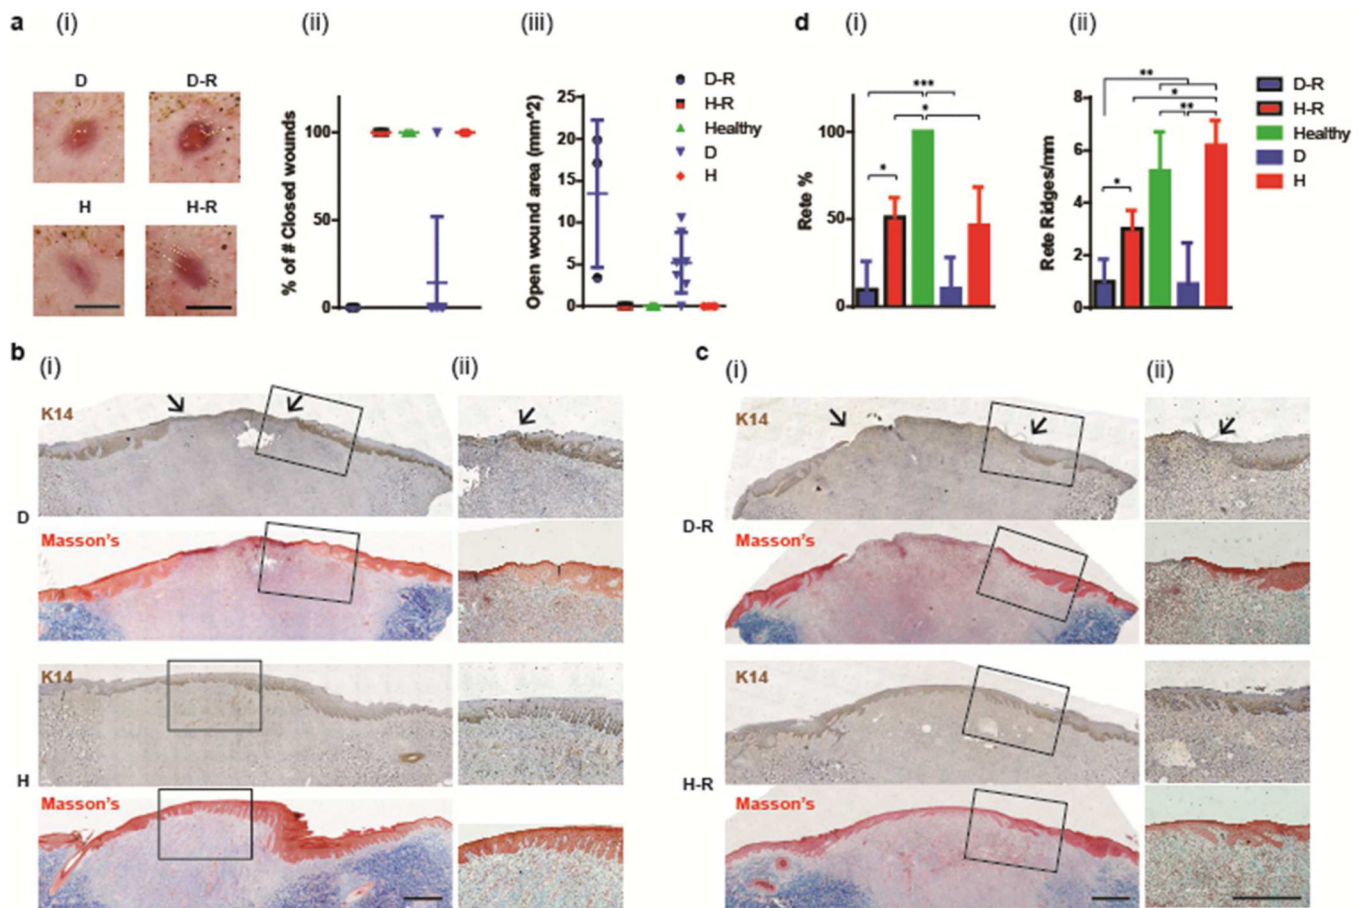 a (i) (ii) (iii) d (i) (ii)
D D-R
H H-R
% of # Closed wounds
100
50
0
Open wound area (mm^2)
25
20
15
10
5
0
D-R
H-R
Healthy
D
H
Rete %
100
50
0
***
*
*
Rete Ridges/mm
8
6
4
2
0
**
*
**
*
D-R
H-R
Healthy
D
H
b (i) (ii)
K14
D
Masson's
K14
H
Masson's
c (i) (ii)
K14
D-R
Masson's
K14
H-R
Masson's